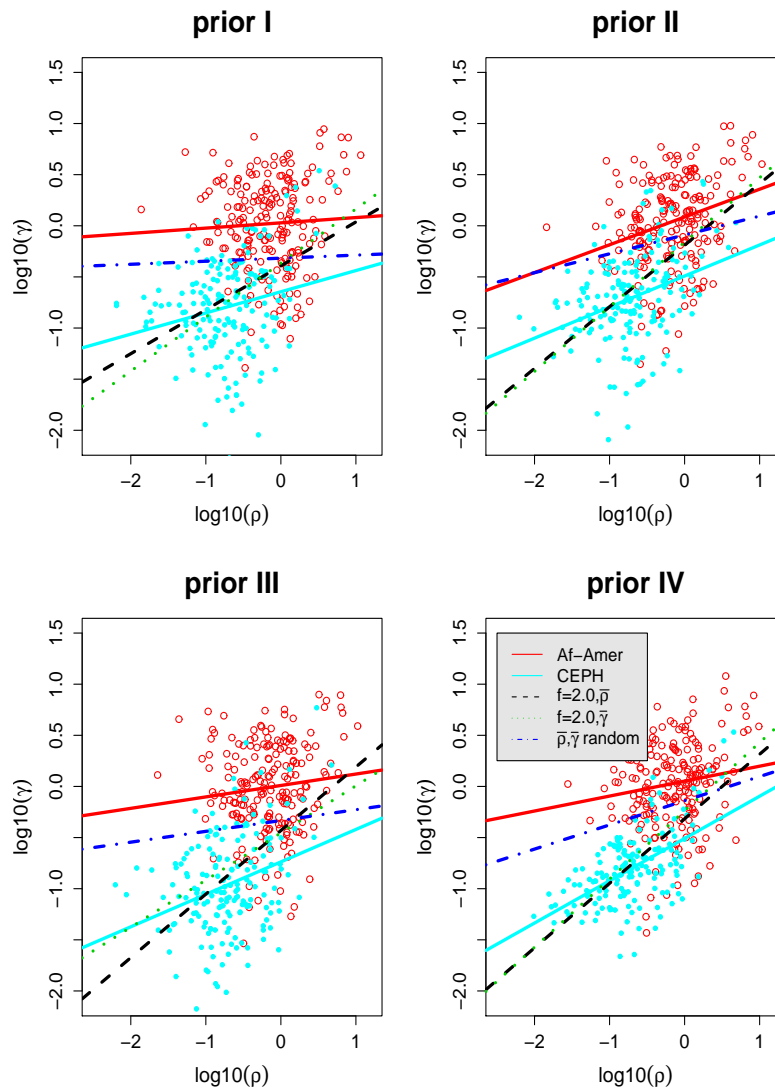 prior I
1.5
1.0
0.5
0.0
−1.0
−2.0
log10(γ)
−2 −1 0 1
log10(ρ)
prior II
1.5
1.0
0.5
0.0
−1.0
−2.0
log10(γ)
−2 −1 0 1
log10(ρ)
prior III
1.5
1.0
0.5
0.0
−1.0
−2.0
log10(γ)
−2 −1 0 1
log10(ρ)
prior IV
1.5
1.0
0.5
0.0
−1.0
−2.0
log10(γ)
−2 −1 0 1
log10(ρ)
Af−Amer
CEPH
f=2.0,ρ̅
f=2.0,γ̅
ρ̅,γ̅ random